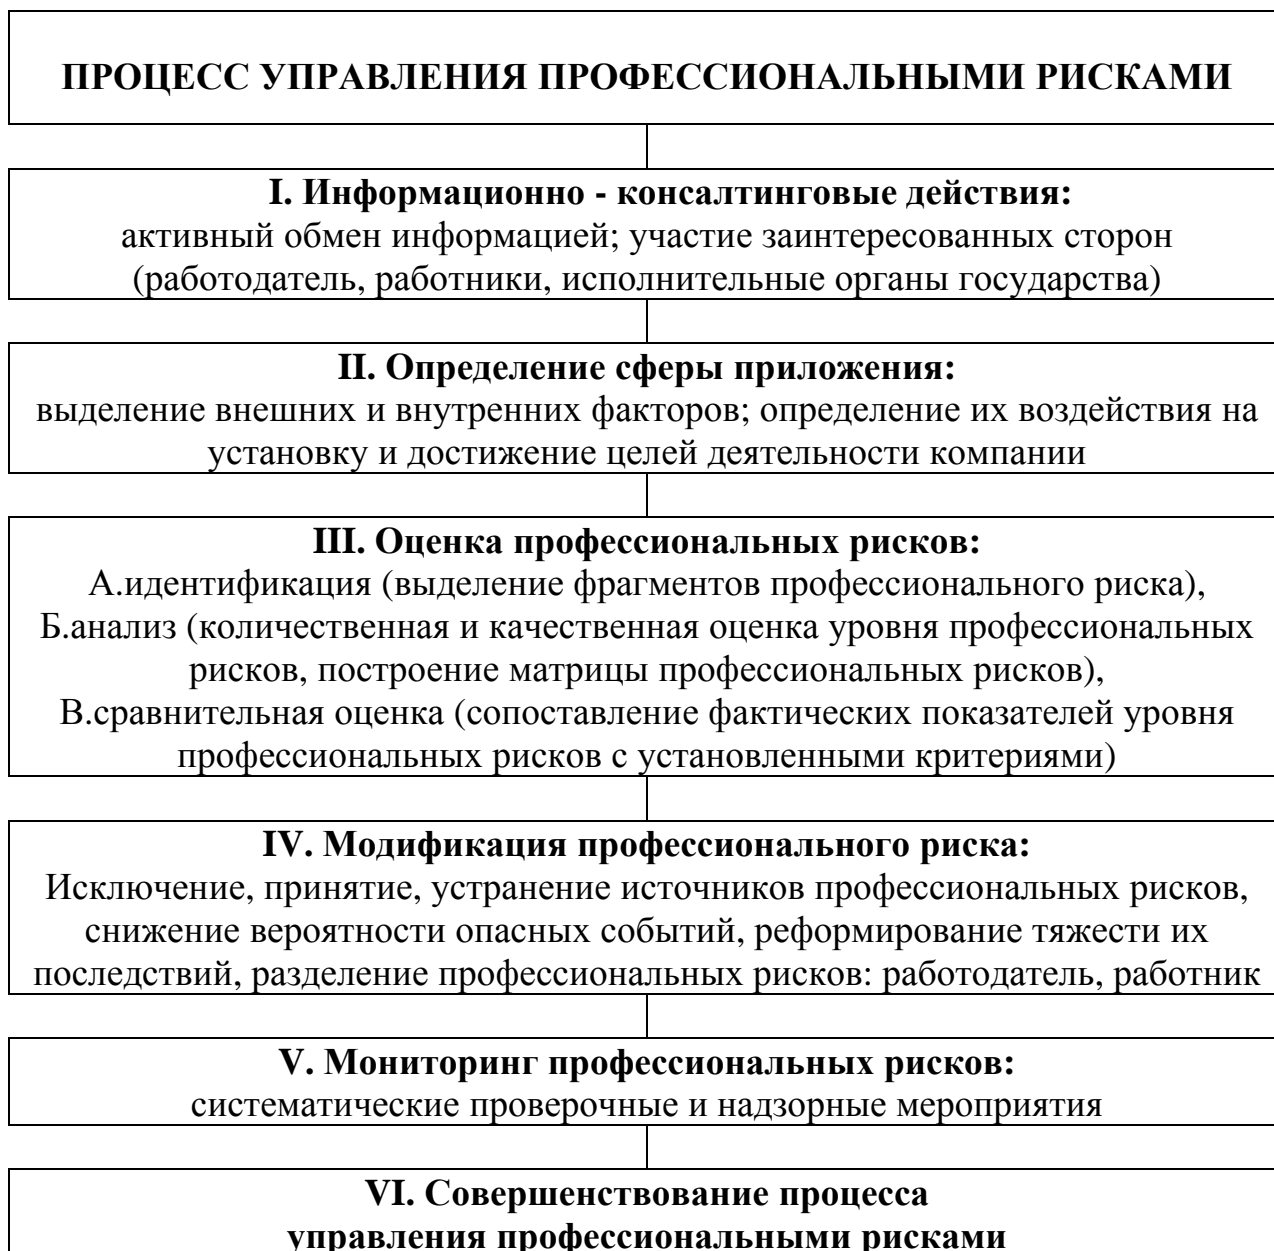 ПРОЦЕСС УПРАВЛЕНИЯ ПРОФЕССИОНАЛЬНЫМИ РИСКАМИ
I. Информационно - консалтинговые действия:
активный обмен информацией; участие заинтересованных сторон
(работодатель, работники, исполнительные органы государства)
II. Определение сферы приложения:
выделение внешних и внутренних факторов; определение их воздействия на
установку и достижение целей деятельности компании
III. Оценка профессиональных рисков:
А.идентификация (выделение фрагментов профессионального риска),
Б.анализ (количественная и качественная оценка уровня профессиональных
рисков, построение матрицы профессиональных рисков),
В.сравнительная оценка (сопоставление фактических показателей уровня
профессиональных рисков с установленными критериями)
IV. Модификация профессионального риска:
Исключение, принятие, устранение источников профессиональных рисков,
снижение вероятности опасных событий, реформирование тяжести их
последствий, разделение профессиональных рисков: работодатель, работник
V. Мониторинг профессиональных рисков:
систематические проверочные и надзорные мероприятия
VI. Совершенствование процесса
управления профессиональными рисками